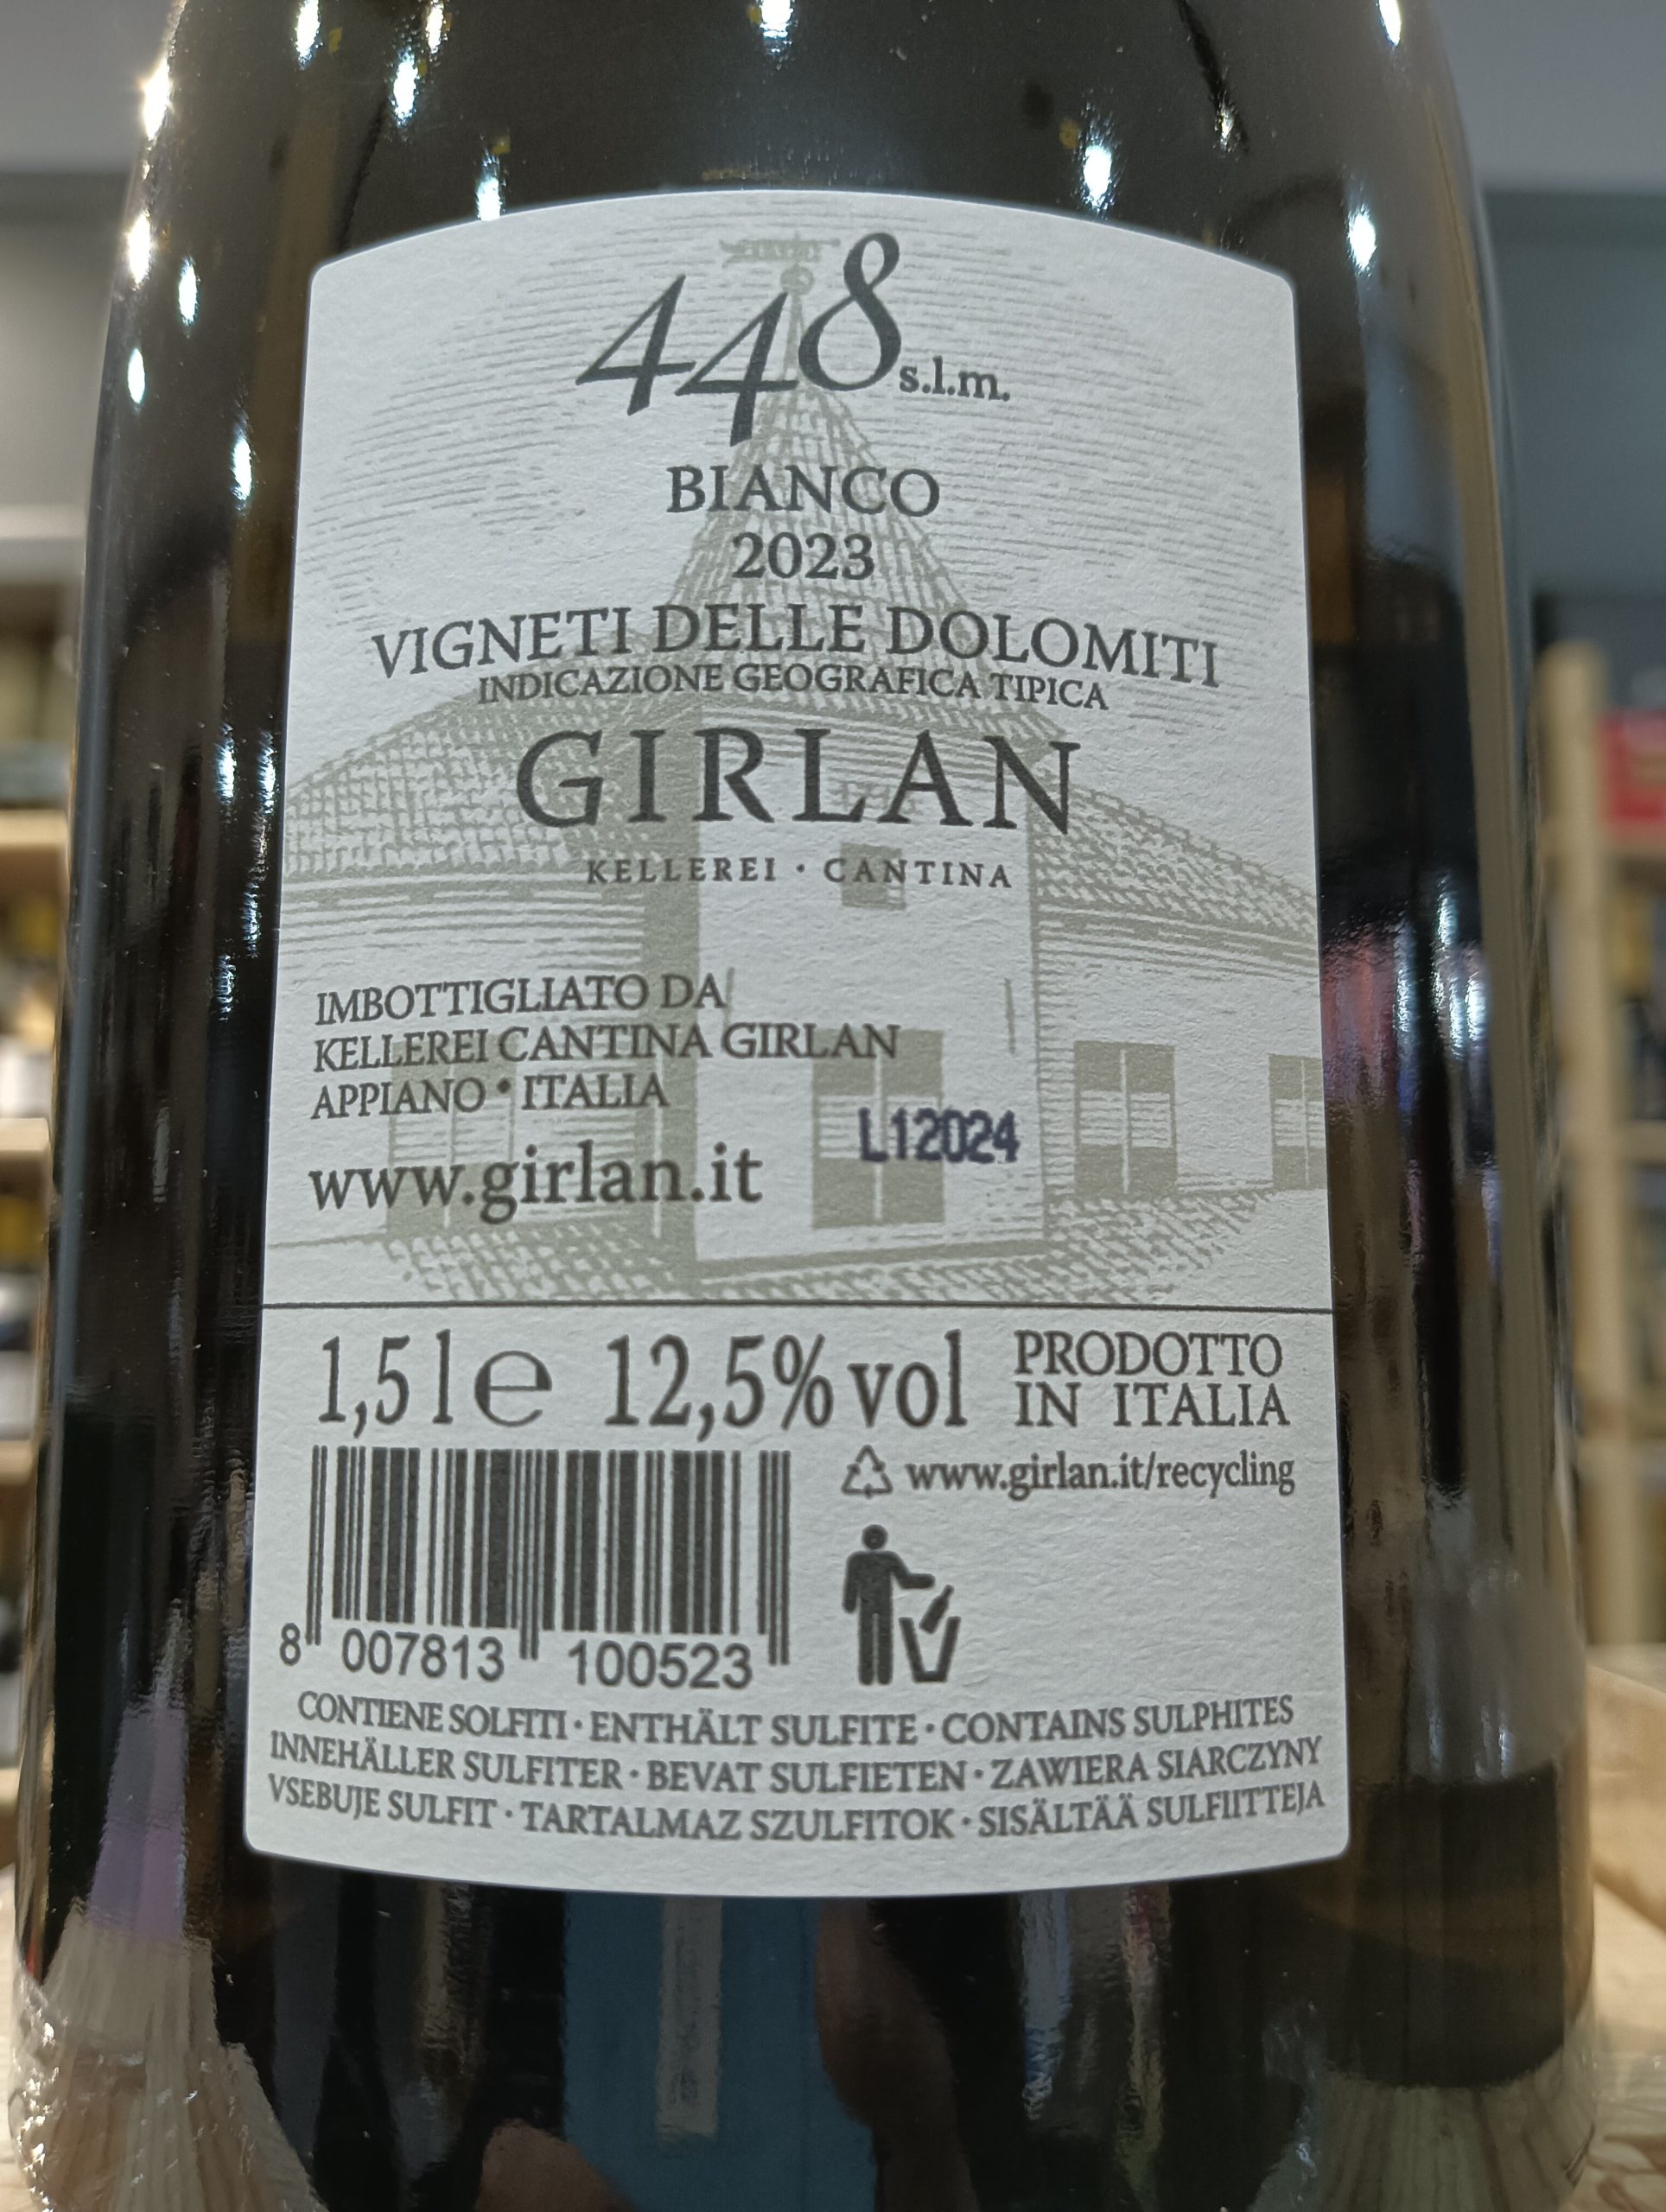 448 s.l.m.
BIANCO
2023
VIGNETI DELLE DOLOMITI
INDICAZIONE GEOGRAFICA TIPICA
GIRLAN
KELLEREI · CANTINA
IMBOTTIGLIATO DA
KELLEREI CANTINA GIRLAN
APPIANO • ITALIA
L12024
www.girlan.it
1,5 l e 12,5% vol
PRODOTTO
IN ITALIA
www.girlan.it/recycling
8 007813 100523
CONTIENE SOLFITI · ENTHÄLT SULFITE · CONTAINS SULPHITES
INNEHÅLLER SULFITER · BEVAT SULFIETEN · ZAWIERA SIARCZYNY
VSEBUJE SULFIT · TARTALMAZ SZULFITOK · SISÄLTÄÄ SULFIITTEJA